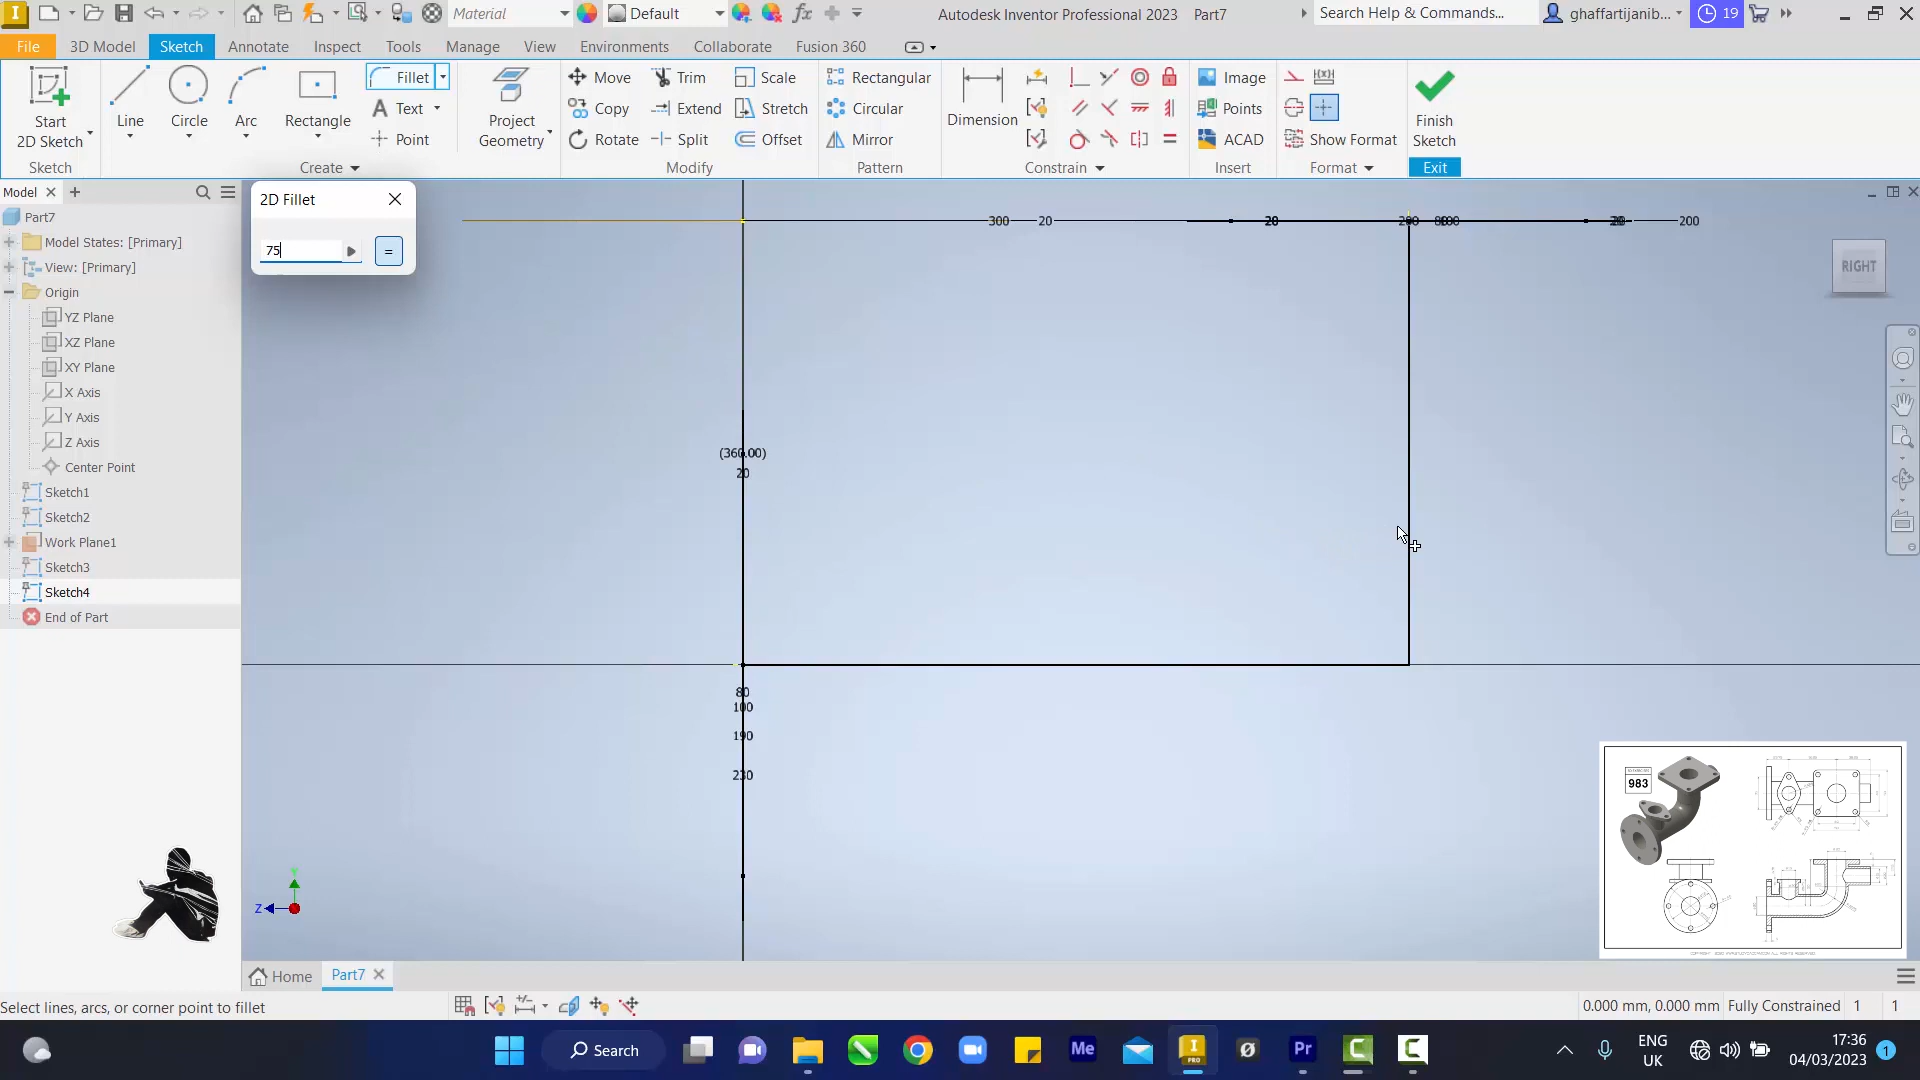 Material
Default
Autodesk Inventor Professional 2023 Part7
Search Help & Commands...
ghaffartijanib...
19
File 3D Model Sketch Annotate Inspect Tools Manage View Environments Collaborate Fusion 360
Start
2D Sketch
Line
Circle
Arc
Rectangle
Fillet
Text
Point
Project
Geometry
Move
Copy
Rotate
Trim
Extend
Split
Scale
Stretch
Offset
Rectangular
Circular
Mirror
Dimension
Image
Points
ACAD
Show Format
Finish
Sketch
Sketch Create Modify Pattern Constrain Insert Format Exit
Model
Part7
Model States: [Primary]
View: [Primary]
Origin
YZ Plane
XZ Plane
XY Plane
X Axis
Y Axis
Z Axis
Center Point
Sketch1
Sketch2
Work Plane1
Sketch3
Sketch4
End of Part
2D Fillet
75
=
300 20 20 200
(360.00)
20
80
100
190
230
RIGHT
Z
983
Home Part7
Select lines, arcs, or corner point to fillet
0.000 mm, 0.000 mm Fully Constrained 1 1
Search
Me
I
PRO
Pr
C
C
ENG
UK
17:36
04/03/2023
1